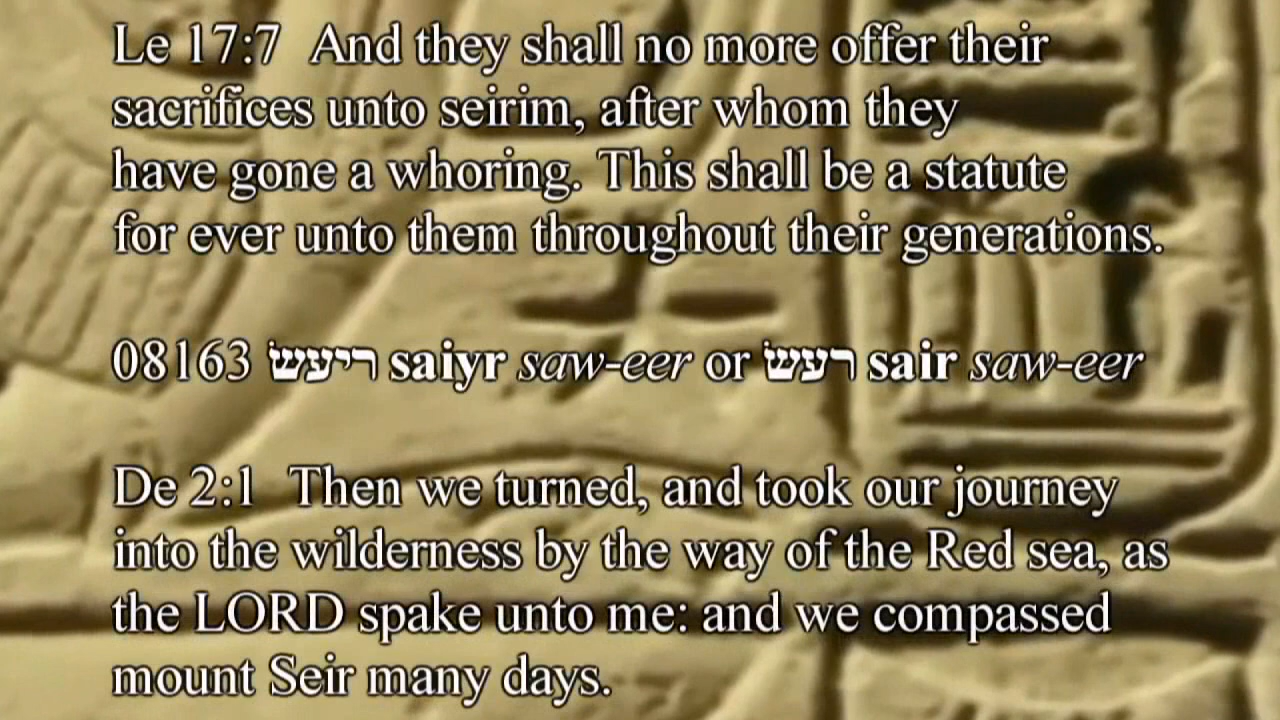 Le 17:7 And they shall no more offer their
sacrifices unto seirim, after whom they
have gone a whoring. This shall be a statute
for ever unto them throughout their generations.
08163 ריעשׂ saiyr saw-eer or רעשׂ sair saw-eer
De 2:1 Then we turned, and took our journey
into the wilderness by the way of the Red sea, as
the LORD spake unto me: and we compassed
mount Seir many days.